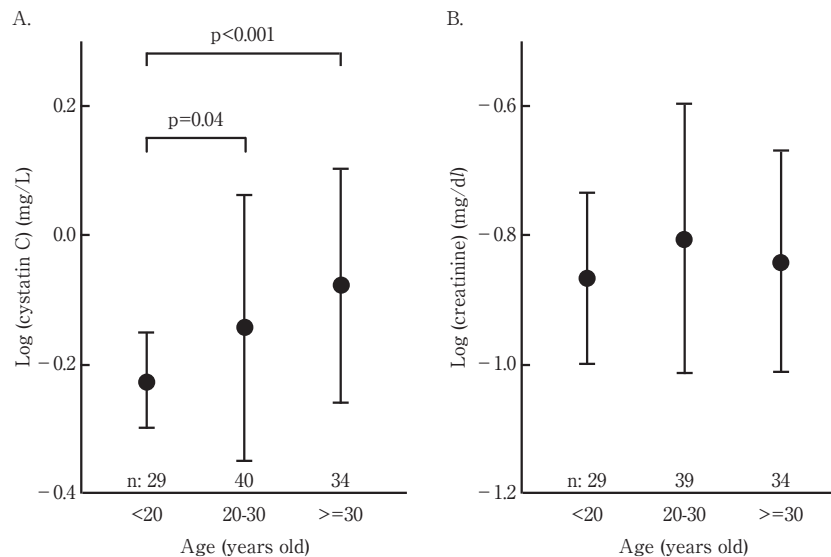 A.
p<0.001
p=0.04
0.2
0.0
−0.2
−0.4
Log (cystatin C) (mg/L)
n: 29 40 34
<20 20-30 >=30
Age (years old)
B.
−0.6
−0.8
−1.0
−1.2
Log (creatinine) (mg/dl)
n: 29 39 34
<20 20-30 >=30
Age (years old)